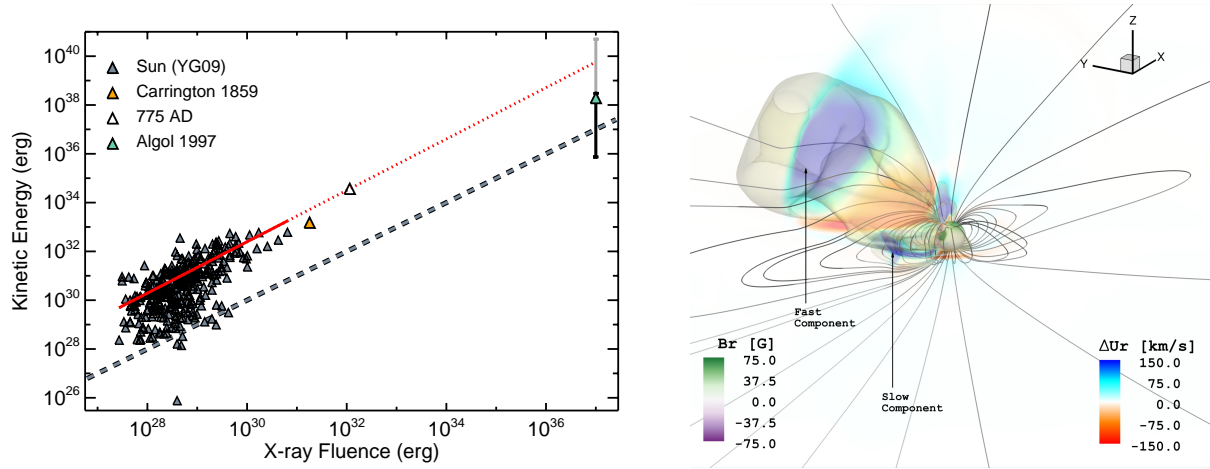 10^40
10^38
10^36
10^34
10^32
10^30
10^28
10^26
Kinetic Energy (erg)
Sun (YG09)
Carrington 1859
775 AD
Algol 1997
10^28 10^30 10^32 10^34 10^36
X-ray Fluence (erg)
Z
Y X
Fast
Component
Slow
Component
Br [G]
75.0
37.5
0.0
-37.5
-75.0
ΔUr [km/s]
150.0
75.0
0.0
-75.0
-150.0